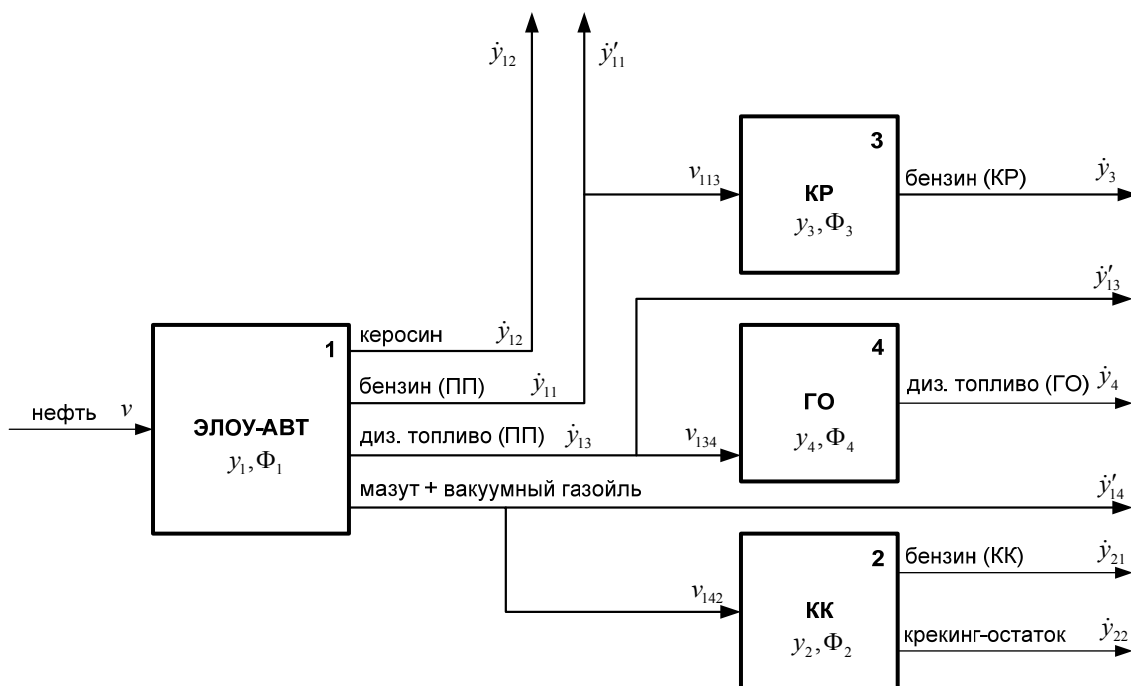 ẏ₁₂ ẏ′₁₁
3
v₁₁₃ бензин (КР) ẏ₃
КР
y₃, Φ₃
ẏ′₁₃
1 керосин ẏ₁₂ 4
бензин (ПП) ẏ₁₁ диз. топливо (ГО) ẏ₄
нефть v ЭЛОУ-АВТ ГО
диз. топливо (ПП) ẏ₁₃ v₁₃₄ y₄, Φ₄
y₁, Φ₁
мазут + вакуумный газойль ẏ′₁₄
2 бензин (КК) ẏ₂₁
v₁₄₂ КК
y₂, Φ₂ крекинг-остаток ẏ₂₂